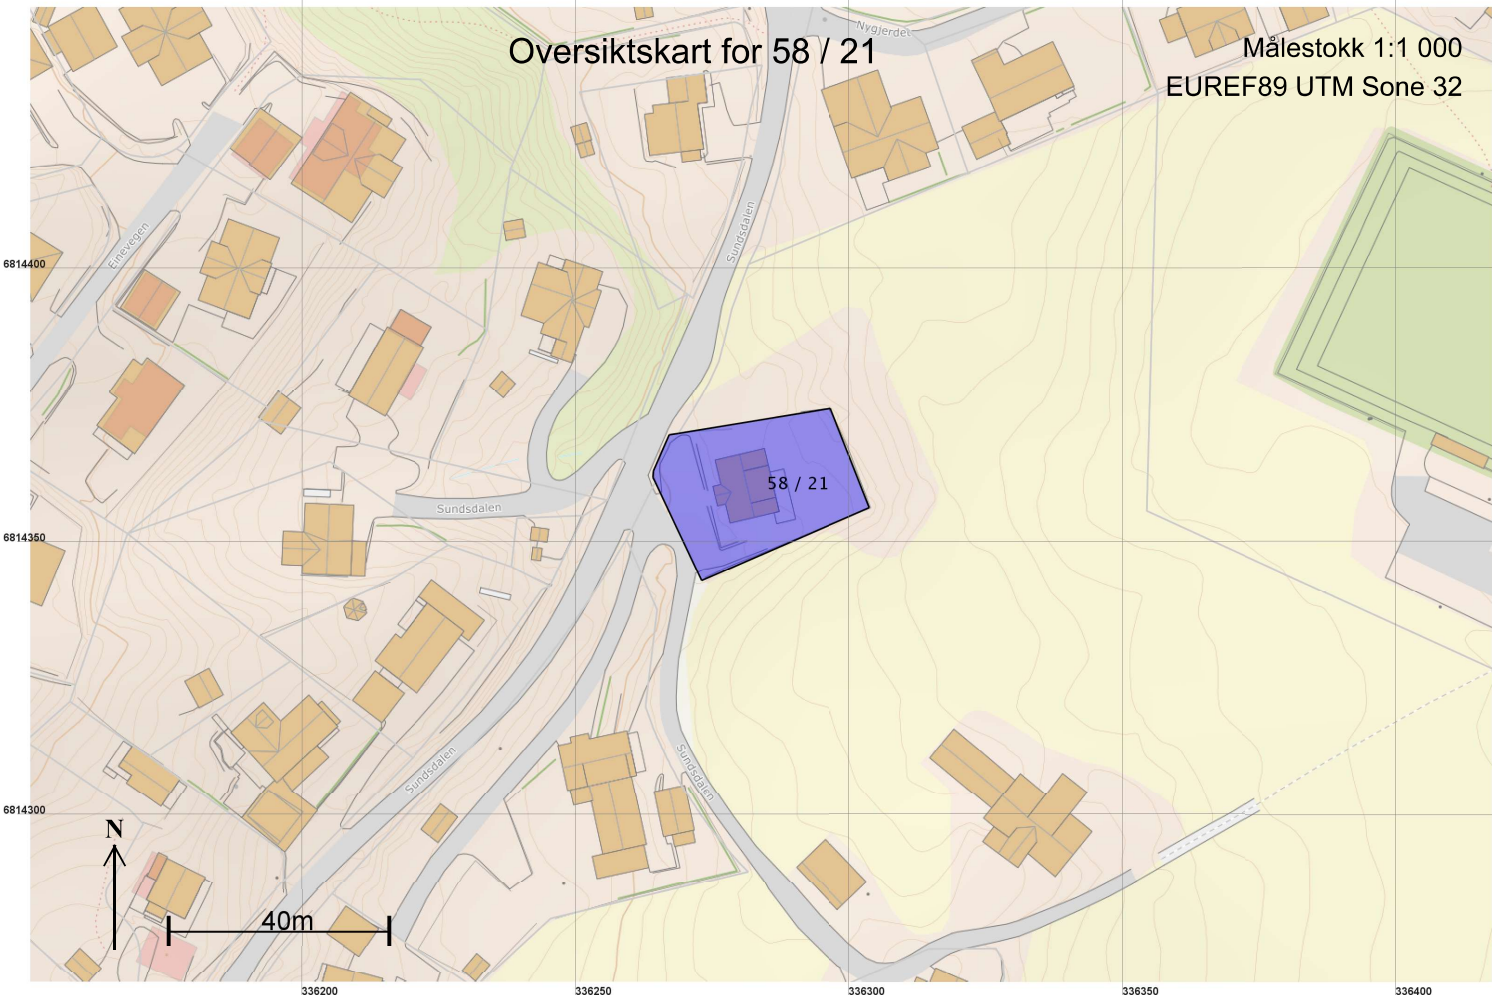 Nygjerdet
Oversiktskart for 58 / 21
Målestokk 1:1 000
EUREF89 UTM Sone 32
Einevegen
Sundsdalen
6814400
58 / 21
Sundsdalen
6814350
Sundsdalen
Sundsdalen
6814300
N
40m
336200
336250
336300
336350
336400